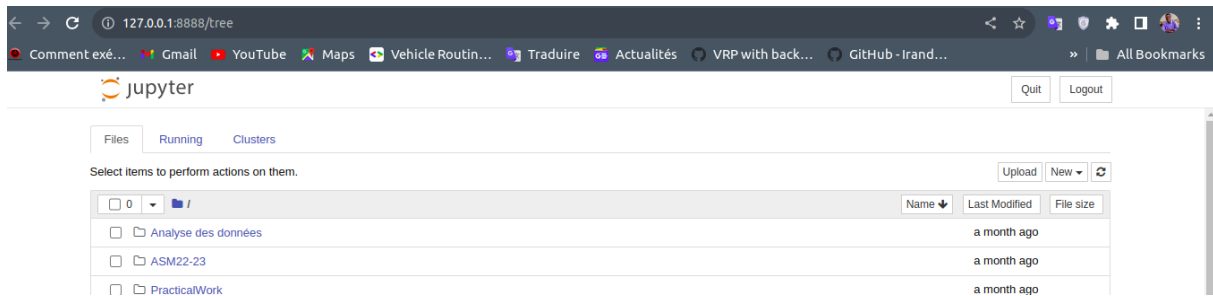 127.0.0.1:8888/tree
Comment exé... Gmail YouTube Maps Vehicle Routin... Traduire Actualités VRP with back... GitHub - Irand... » All Bookmarks
jupyter Quit Logout
Files Running Clusters
Select items to perform actions on them. Upload New
0 / Name Last Modified File size
Analyse des données a month ago
ASM22-23 a month ago
PracticalWork a month ago